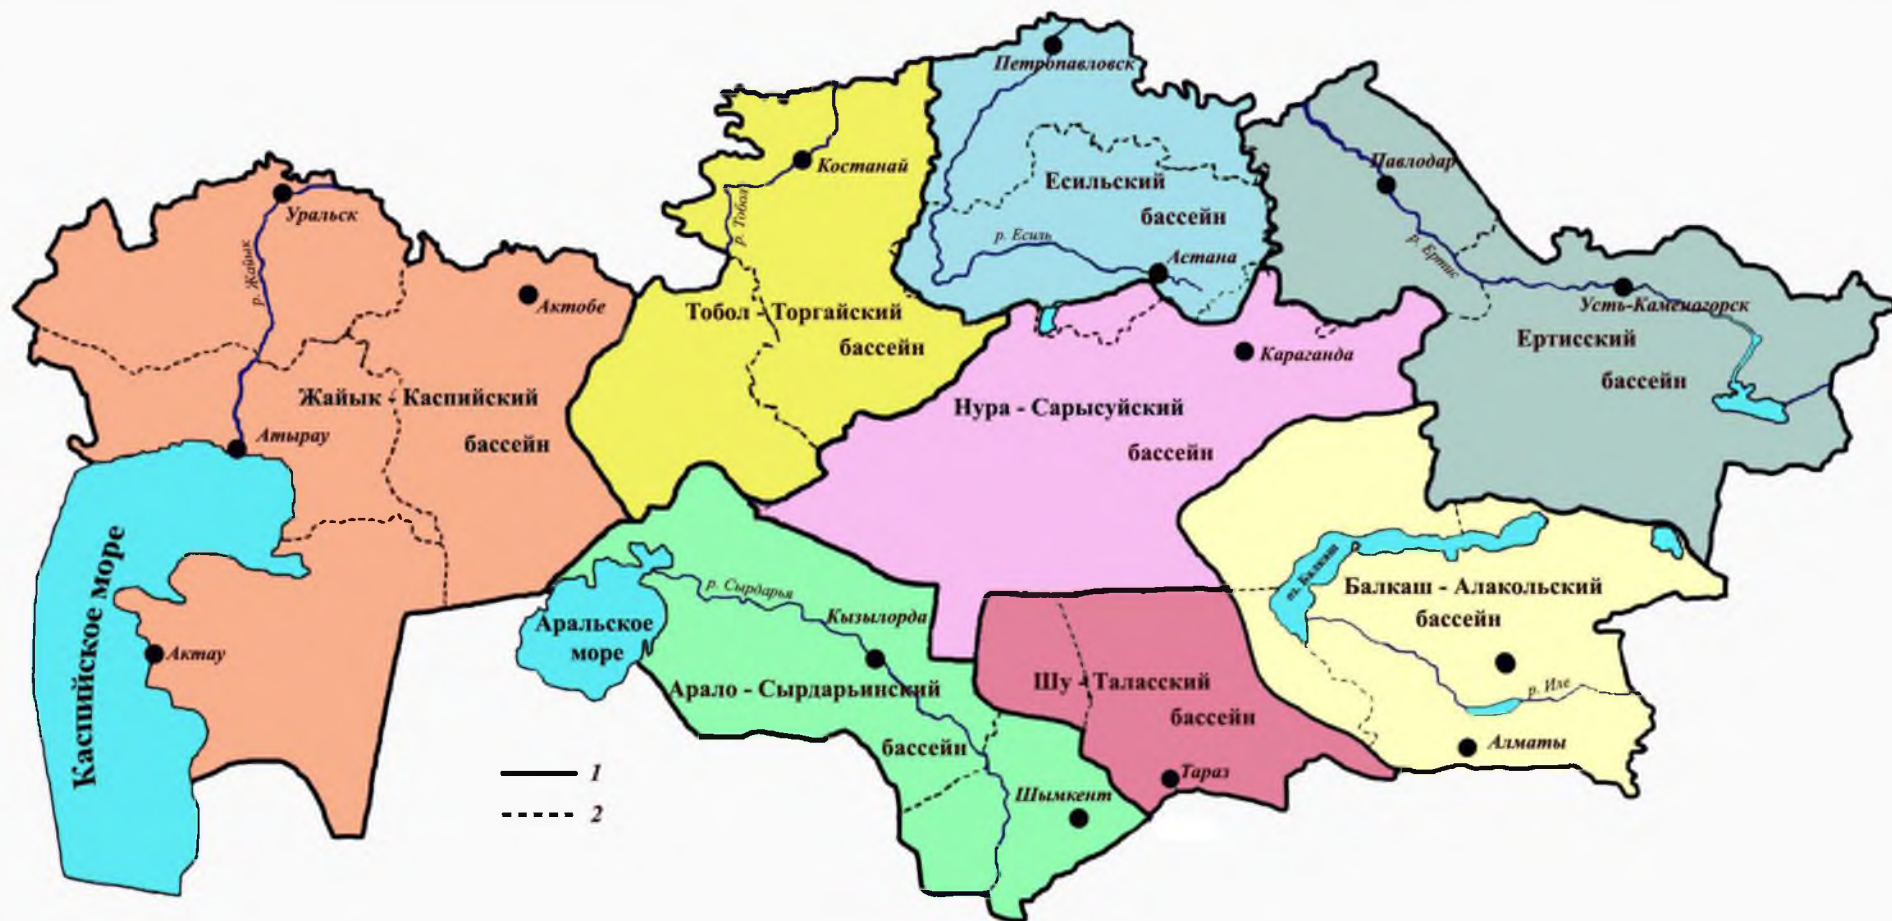 Петропавловск
Костанай
Павлодар
Есильский
бассейн
Уральск
р. Тобол
р. Есиль
Астана
р. Ертис
р. Жайык
Актобе
Усть-Каменагорск
Тобол - Торгайский
бассейн
Караганда
Ертисский
бассейн
Жайык - Каспийский
бассейн
Нура - Сарысуйский
бассейн
Атырау
Каспийское море
оз. Балкаш
р. Сырдарья
Балкаш - Алакольский
бассейн
Кызылорда
Аральское
море
Актау
Арало - Сырдарьинский
бассейн
Шу - Таласский
бассейн
р. Иле
Алматы
1
2
Тараз
Шымкент